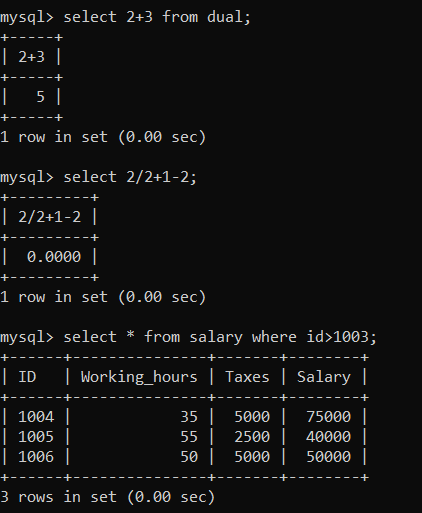 mysql> select 2+3 from dual;
+-----+
| 2+3 |
+-----+
|   5 |
+-----+
1 row in set (0.00 sec)

mysql> select 2/2+1-2;
+---------+
| 2/2+1-2 |
+---------+
|  0.0000 |
+---------+
1 row in set (0.00 sec)

mysql> select * from salary where id>1003;
+------+---------------+-------+--------+
| ID   | Working_hours | Taxes | Salary |
+------+---------------+-------+--------+
| 1004 |            35 |  5000 |  75000 |
| 1005 |            55 |  2500 |  40000 |
| 1006 |            50 |  5000 |  50000 |
+------+---------------+-------+--------+
3 rows in set (0.00 sec)